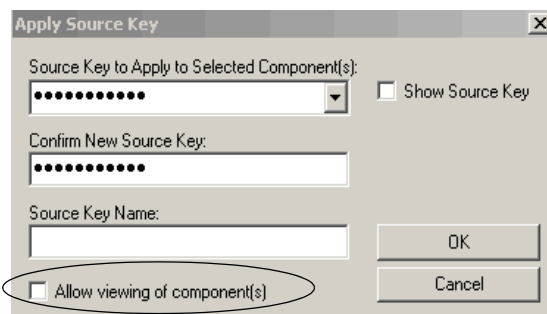 Apply Source Key
Source Key to Apply to Selected Component(s):
•••••••••••
Show Source Key
Confirm New Source Key:
•••••••••••
Source Key Name:
OK
Allow viewing of component(s)
Cancel